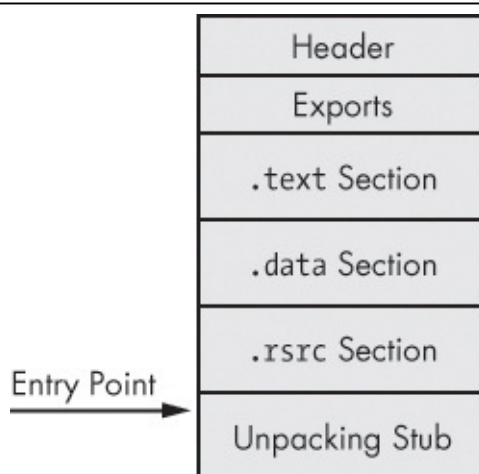 Header
Exports
.text Section
.data Section
.rsrc Section
Entry Point
Unpacking Stub